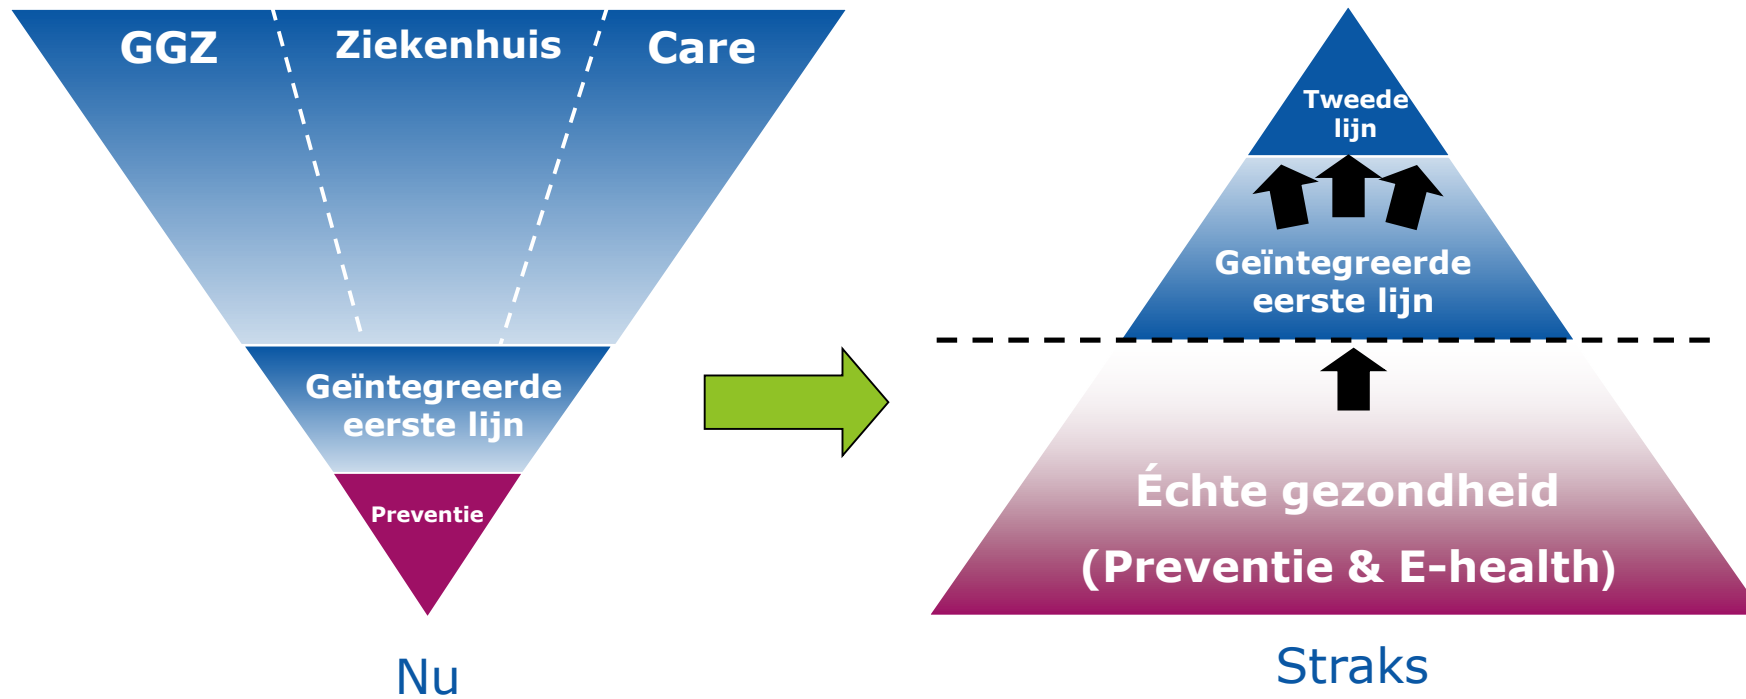 GGZ
Ziekenhuis
Care
Geïntegreerde
eerste lijn
Preventie
Nu
Tweede
lijn
Geïntegreerde
eerste lijn
Échte gezondheid
(Preventie & E-health)
Straks